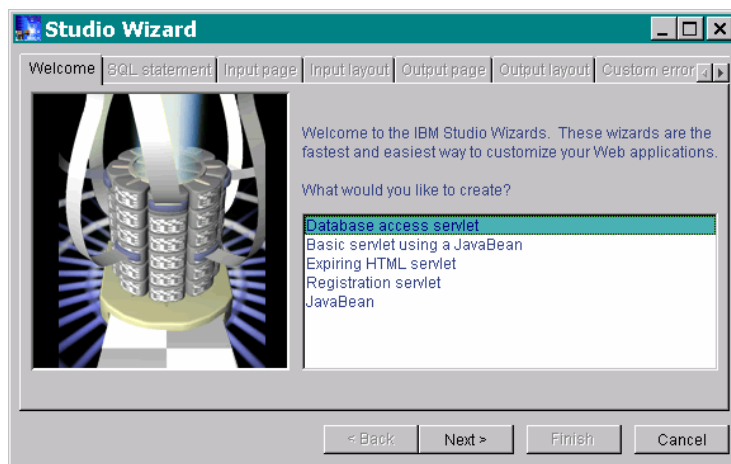 Studio Wizard
Welcome SQL statement Input page Input layout Output page Output layout Custom error
Welcome to the IBM Studio Wizards. These wizards are the
fastest and easiest way to customize your Web applications.
What would you like to create?
Database access servlet
Basic servlet using a JavaBean
Expiring HTML servlet
Registration servlet
JavaBean
< Back Next > Finish Cancel